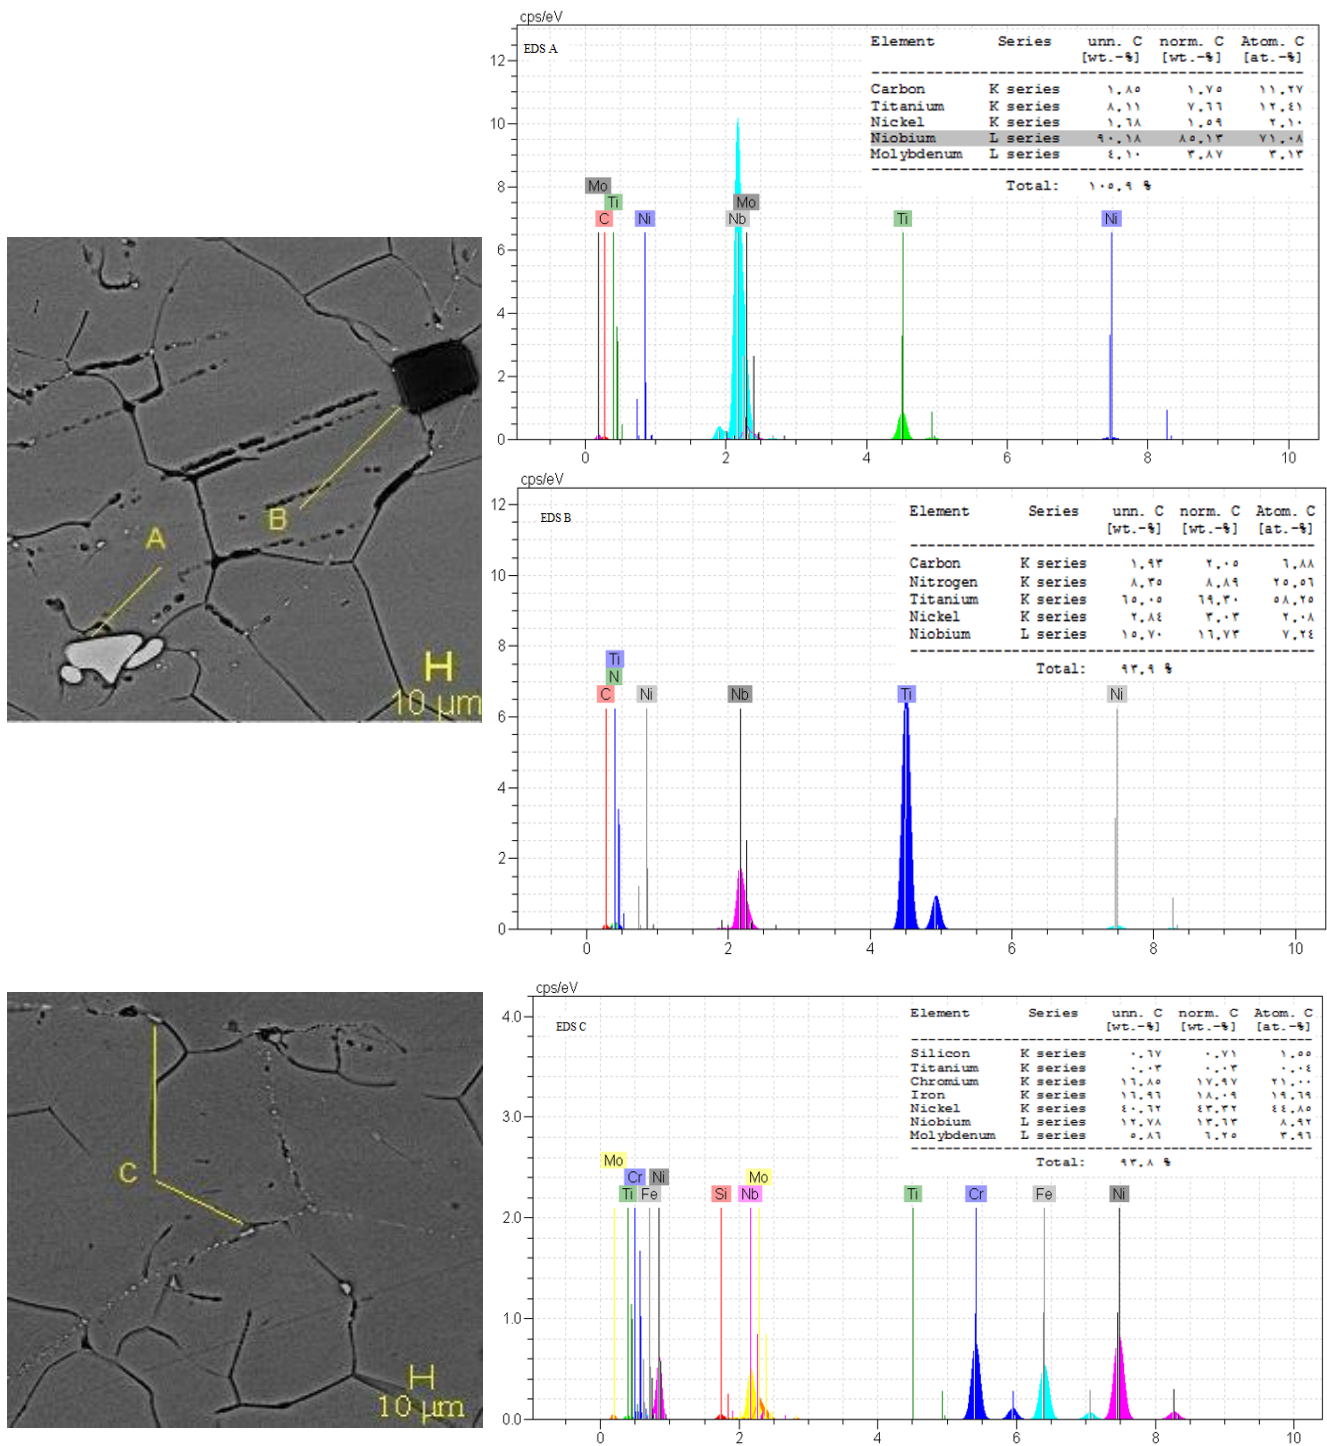 cps/eV
EDS A
Element Series unn. C norm. C Atom. C
[wt.-%] [wt.-%] [at.-%]
Carbon K series ١.٨٥ ١.٧٥ ١١.٢٧
Titanium K series ٨.١١ ٧.٦٦ ١٢.٤١
Nickel K series ١.٦٨ ١.٥٩ ٢.١٠
Niobium L series ٩٠.١٨ ٨٥.١٣ ٧١.٠٨
Molybdenum L series ٤.١٠ ٣.٨٧ ٣.١٣
Total: ١٠٥.٩ %
12
10
8
6
4
2
0
Mo
Ti Mo
C Ni Nb Ti Ni
0 2 4 6 8 10
A
B
H
10 µm
cps/eV
EDS B
Element Series unn. C norm. C Atom. C
[wt.-%] [wt.-%] [at.-%]
Carbon K series ١.٩٣ ٢.٠٥ ٦.٨٨
Nitrogen K series ٨.٣٥ ٨.٨٩ ٢٥.٥٦
Titanium K series ٦٥.٠٥ ٦٩.٣٠ ٥٨.٢٥
Nickel K series ٢.٨٤ ٣.٠٣ ٢.٠٨
Niobium L series ١٥.٧٠ ١٦.٧٣ ٧.٢٤
Total: ٩٣.٩ %
12
10
8
6
4
2
0
Ti
N
C Ni Nb Ti Ni
0 2 4 6 8 10
C
H
10 µm
cps/eV
EDS C
Element Series unn. C norm. C Atom. C
[wt.-%] [wt.-%] [at.-%]
Silicon K series ٠.٦٧ ٠.٧١ ١.٥٥
Titanium K series ٠.٠٣ ٠.٠٣ ٠.٠٤
Chromium K series ١٦.٨٥ ١٧.٩٧ ٢١.٠٠
Iron K series ١٦.٩٦ ١٨.٠٩ ١٩.٦٩
Nickel K series ٤٠.٦٢ ٤٣.٣٢ ٤٤.٨٥
Niobium L series ١٢.٧٨ ١٣.٦٣ ٨.٩٢
Molybdenum L series ٥.٨٦ ٦.٢٥ ٣.٩٦
Total: ٩٣.٨ %
4.0
3.0
2.0
1.0
0.0
Mo
Cr Ni Mo
Ti Fe Si Nb Ti Cr Fe Ni
0 2 4 6 8 10